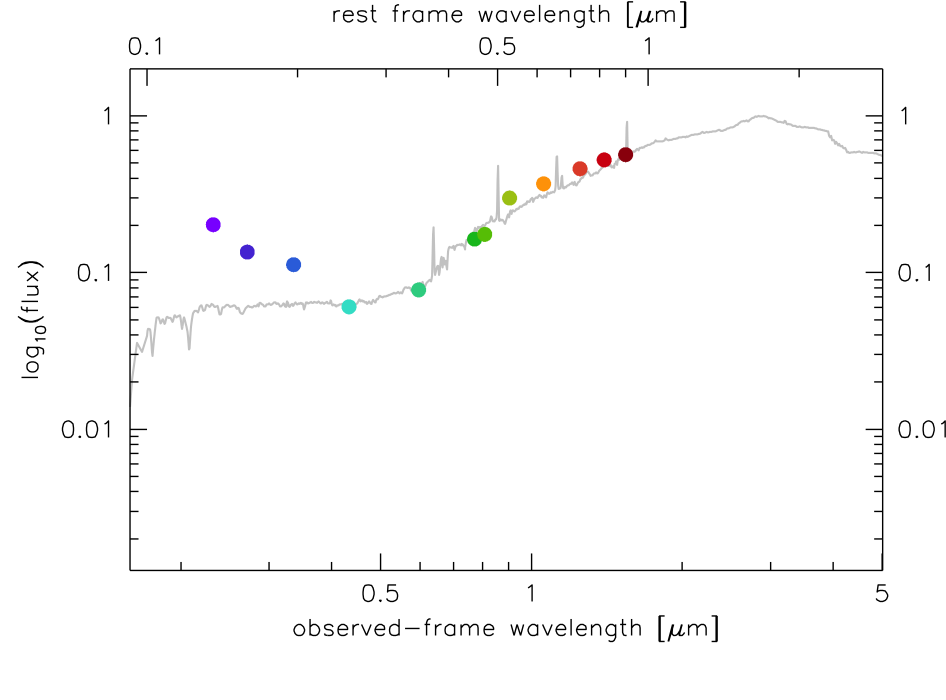 rest frame wavelength [μm]
0.1 0.5 1
1 1
0.1 0.1
0.01 0.01
log10(flux)
0.5 1 5
observed-frame wavelength [μm]